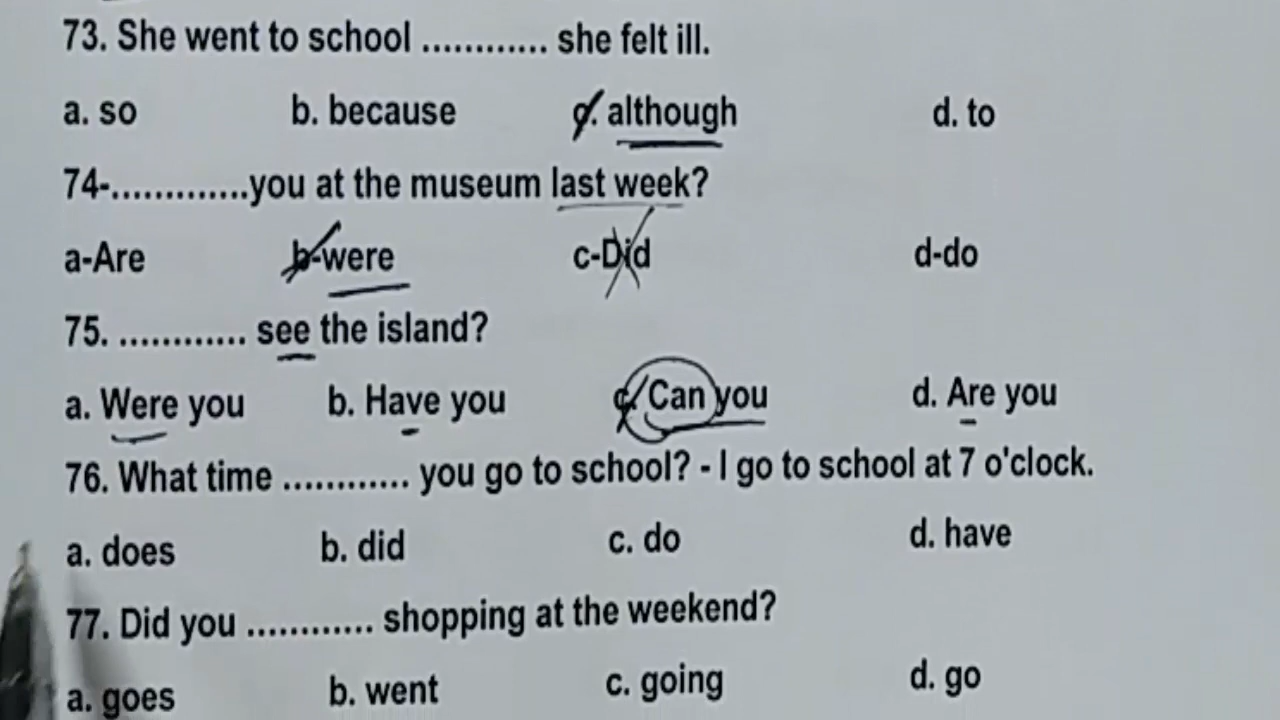 73. She went to school ............ she felt ill.
a. so b. because c. although d. to
74-.............you at the museum last week?
a-Are b-were c-Did d-do
75. ............ see the island?
a. Were you b. Have you c. Can you d. Are you
76. What time ............ you go to school? - I go to school at 7 o'clock.
a. does b. did c. do d. have
77. Did you ............ shopping at the weekend?
a. goes b. went c. going d. go